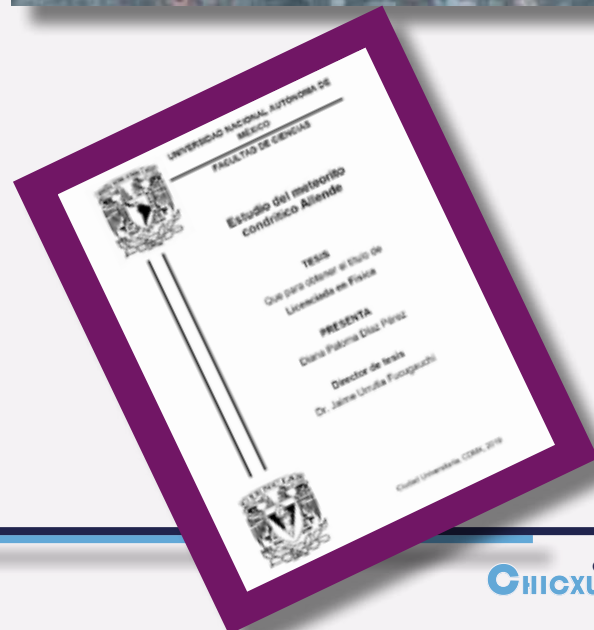 UNIVERSIDAD NACIONAL AUTÓNOMA DE
MÉXICO
FACULTAD DE CIENCIAS
Estudio del meteorito
condrítico Allende
TESIS
Que para obtener el título de
Licenciada en Física
PRESENTA
Diana Paloma Díaz Pérez
Director de tesis
Dr. Jaime Urrutia Fucugauchi
Ciudad Universitaria, CDMX, 2019
CIENCIAS
CHICXU